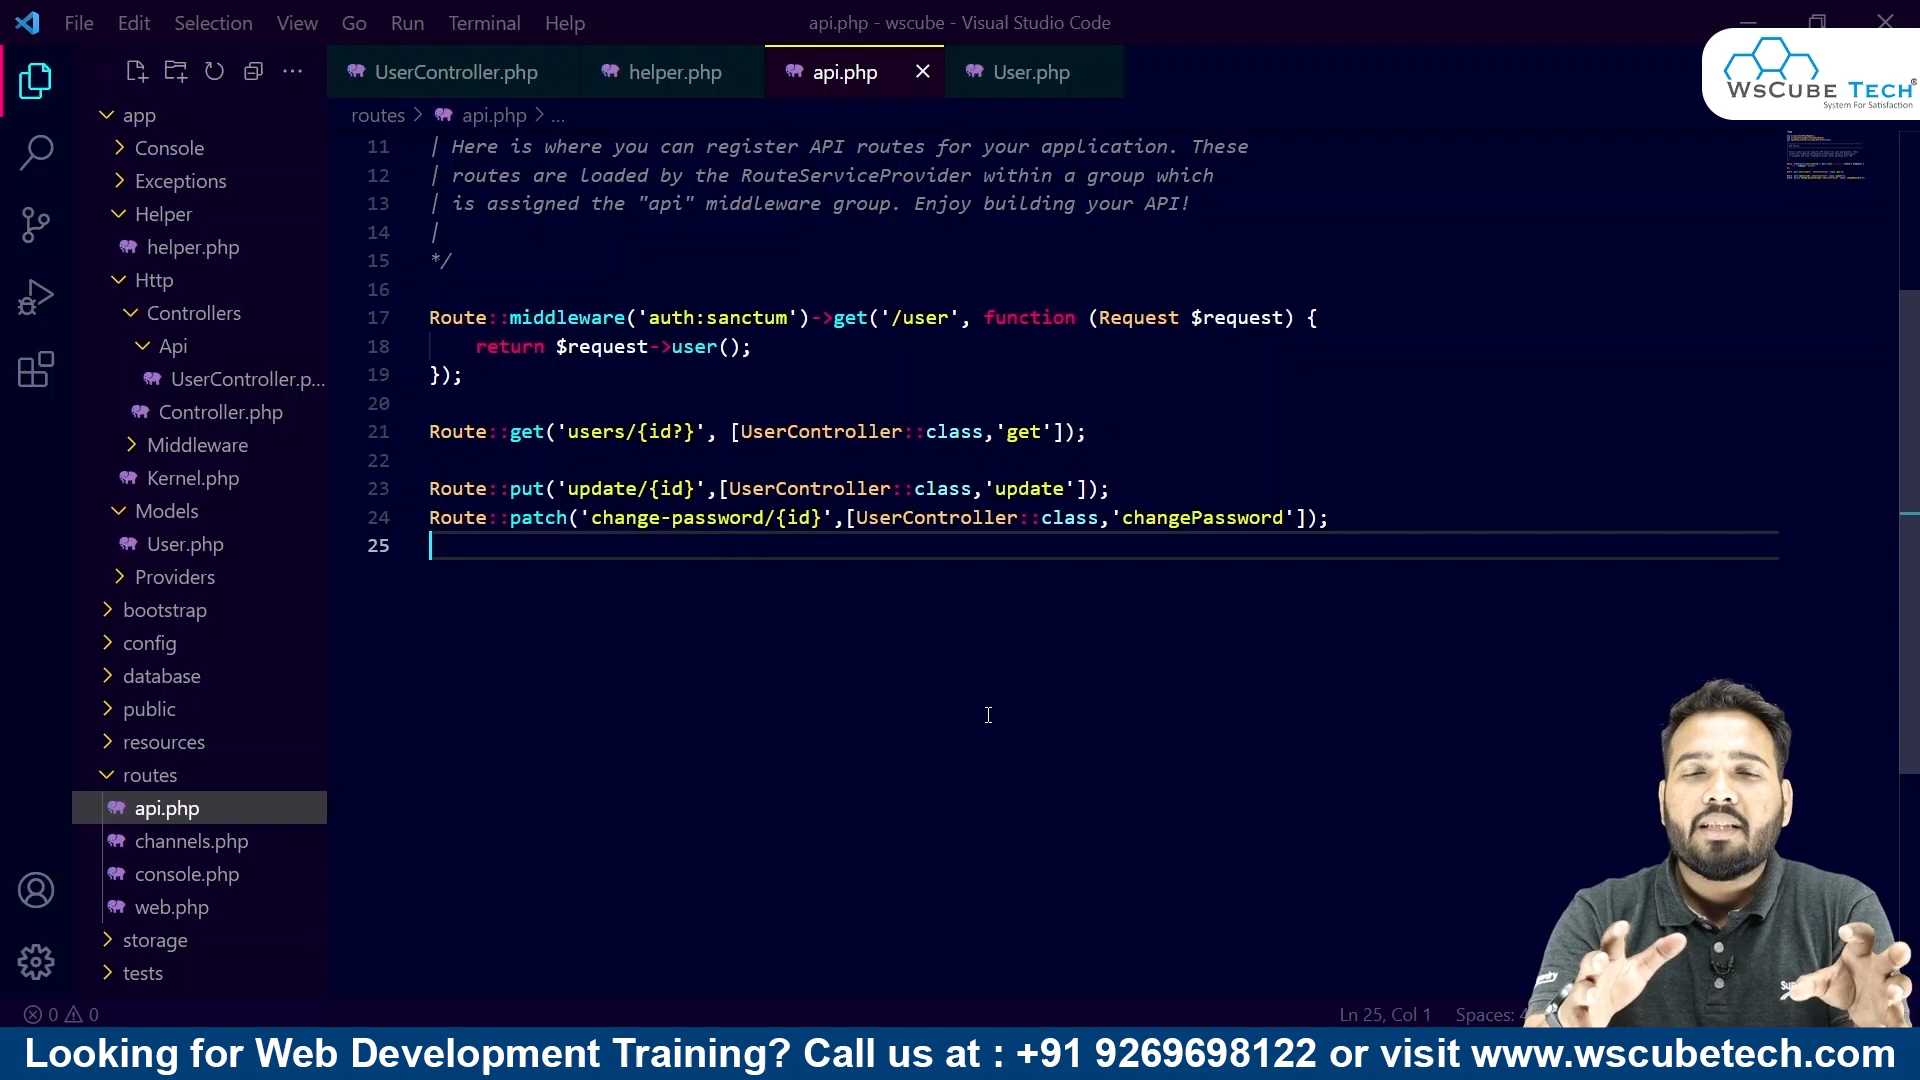 File Edit Selection View Go Run Terminal Help
api.php - wscube - Visual Studio Code
WsCube TECH®
System For Satisfaction
UserController.php
helper.php
api.php
User.php
routes > api.php > ...
app
Console
Exceptions
Helper
helper.php
Http
Controllers
Api
UserController.p...
Controller.php
Middleware
Kernel.php
Models
User.php
Providers
bootstrap
config
database
public
resources
routes
api.php
channels.php
console.php
web.php
storage
tests
11 | Here is where you can register API routes for your application. These
12 | routes are loaded by the RouteServiceProvider within a group which
13 | is assigned the "api" middleware group. Enjoy building your API!
14 |
15 */
16
17 Route::middleware('auth:sanctum')->get('/user', function (Request $request) {
18     return $request->user();
19 });
20
21 Route::get('users/{id?}', [UserController::class,'get']);
22
23 Route::put('update/{id}',[UserController::class,'update']);
24 Route::patch('change-password/{id}',[UserController::class,'changePassword']);
25
0 0
Ln 25, Col 1
Spaces:
Looking for Web Development Training? Call us at : +91 9269698122 or visit www.wscubetech.com